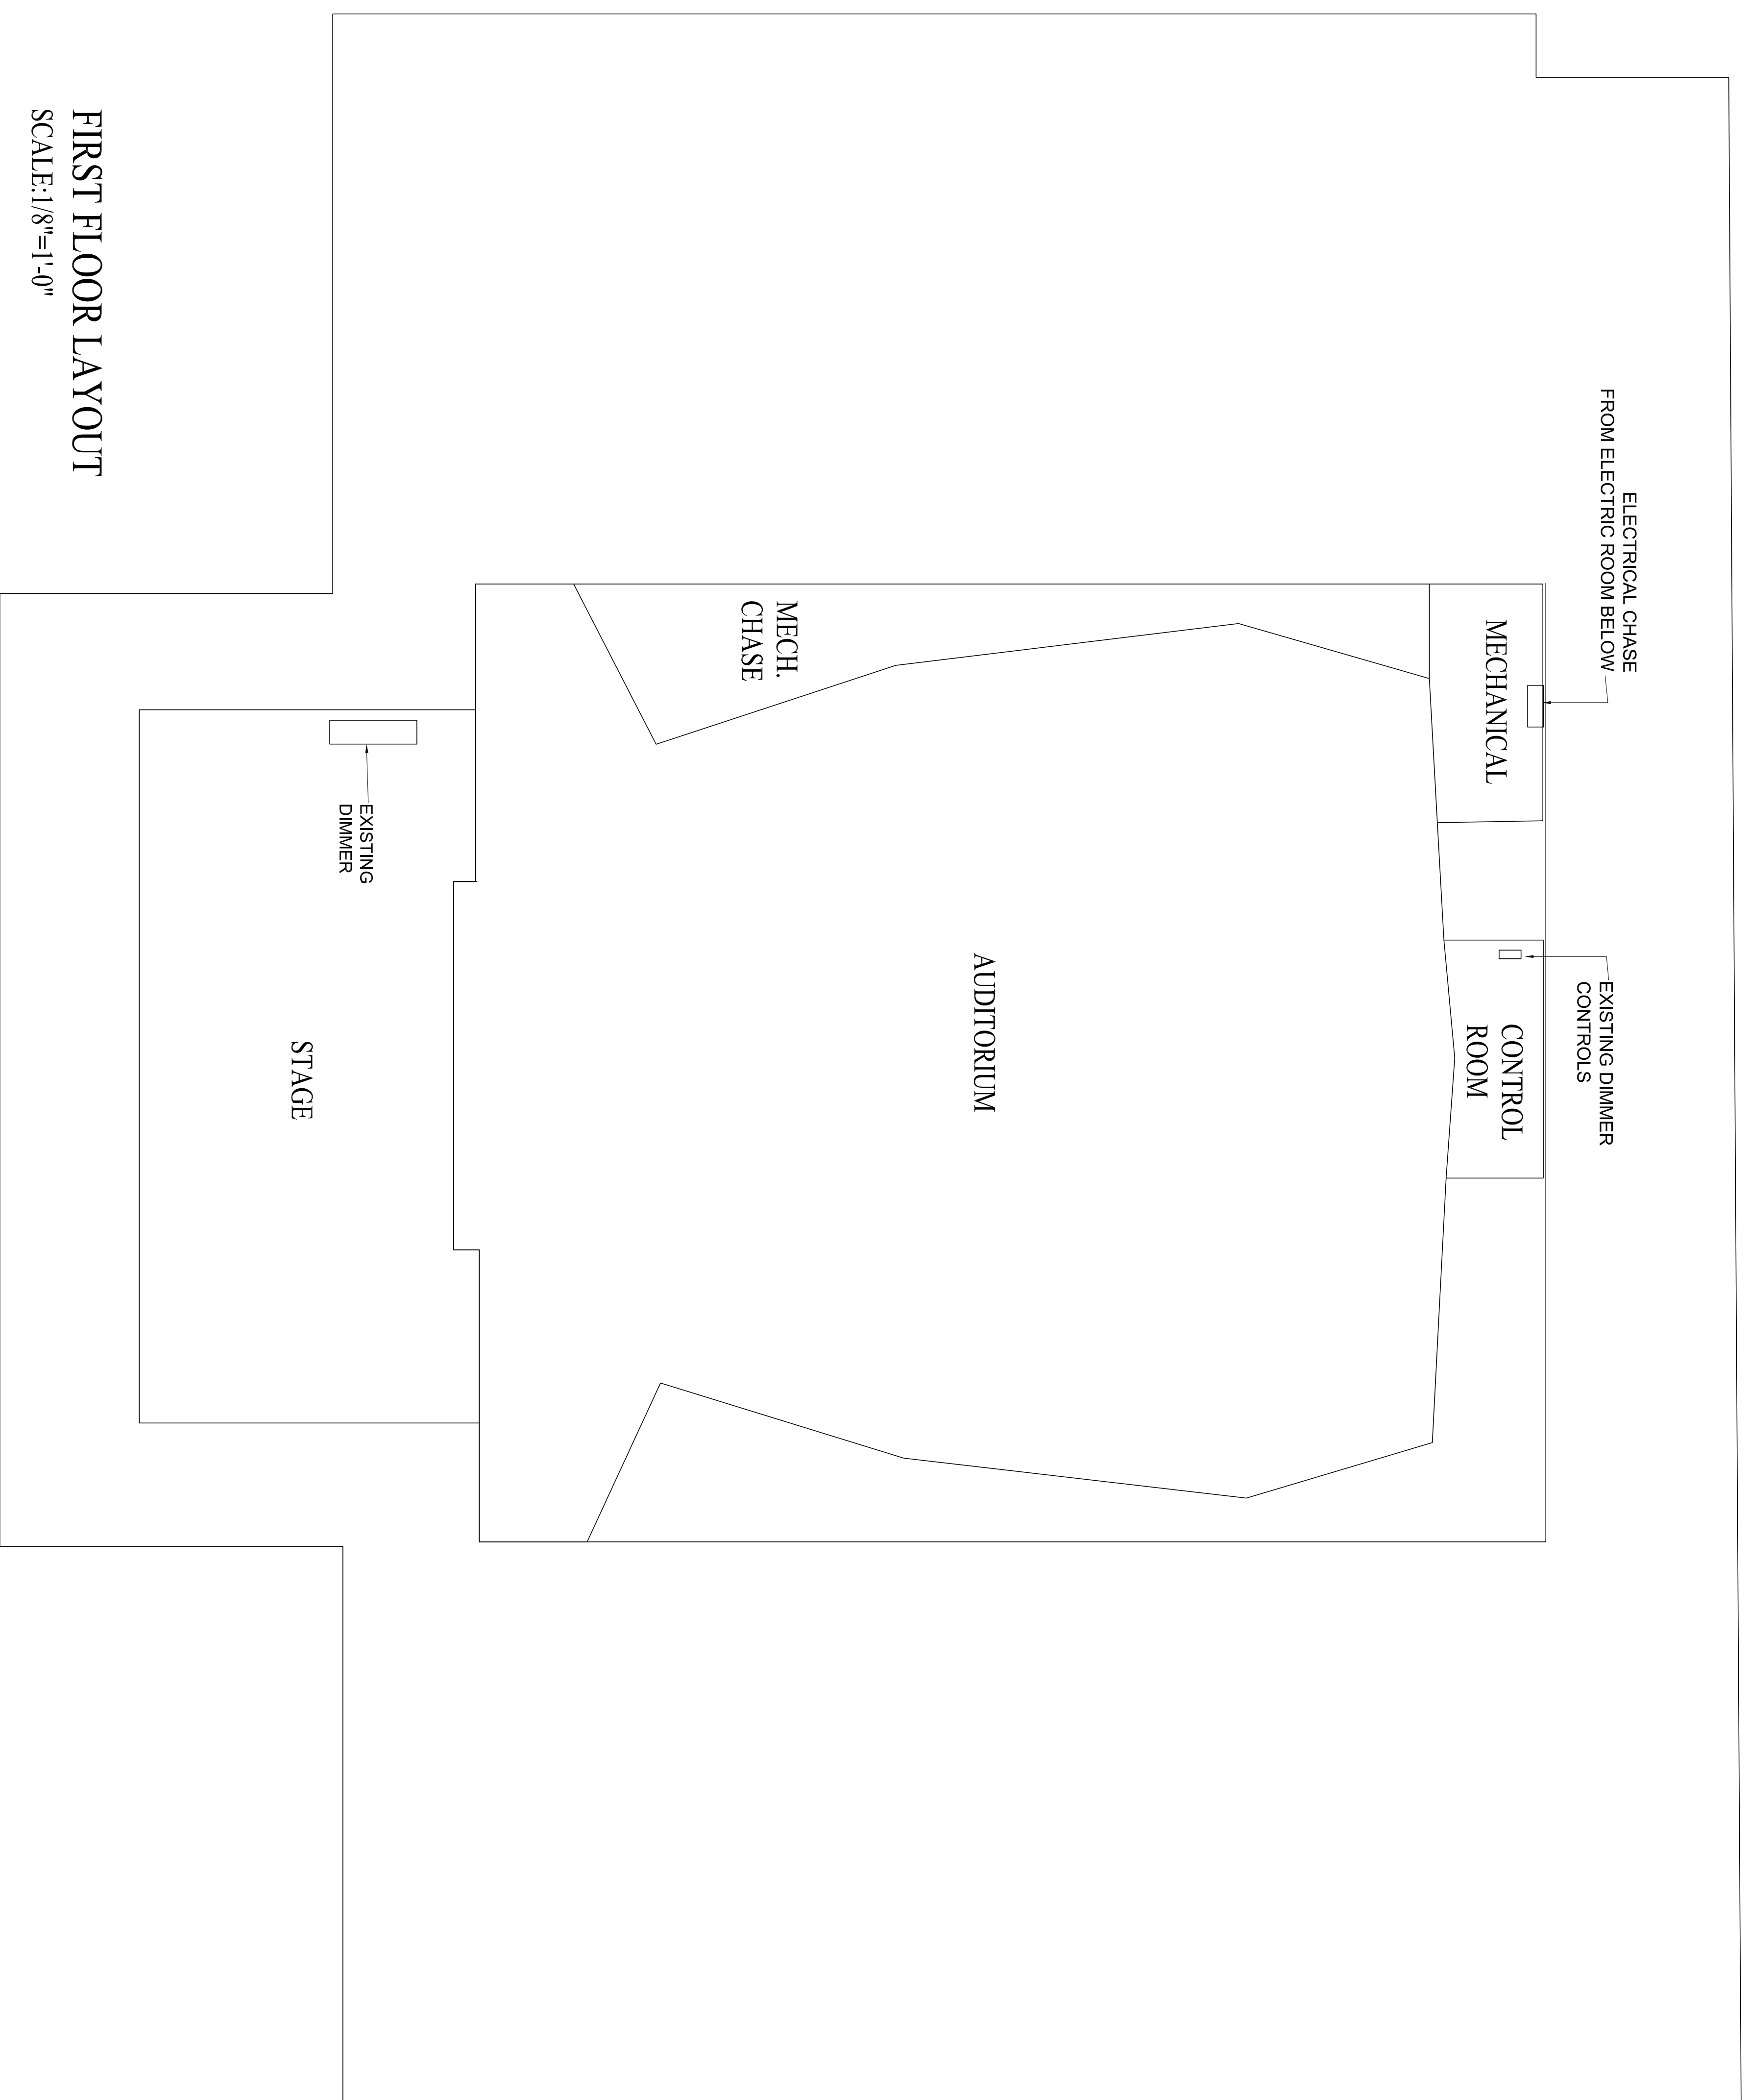 ELECTRICAL CHASE
FROM ELECTRIC ROOM BELOW
EXISTING DIMMER
CONTROLS
MECHANICAL
CONTROL
ROOM
MECH.
CHASE
AUDITORIUM
EXISTING
DIMMER
STAGE
FIRST FLOOR LAYOUT
SCALE:1/8"=1'-0"